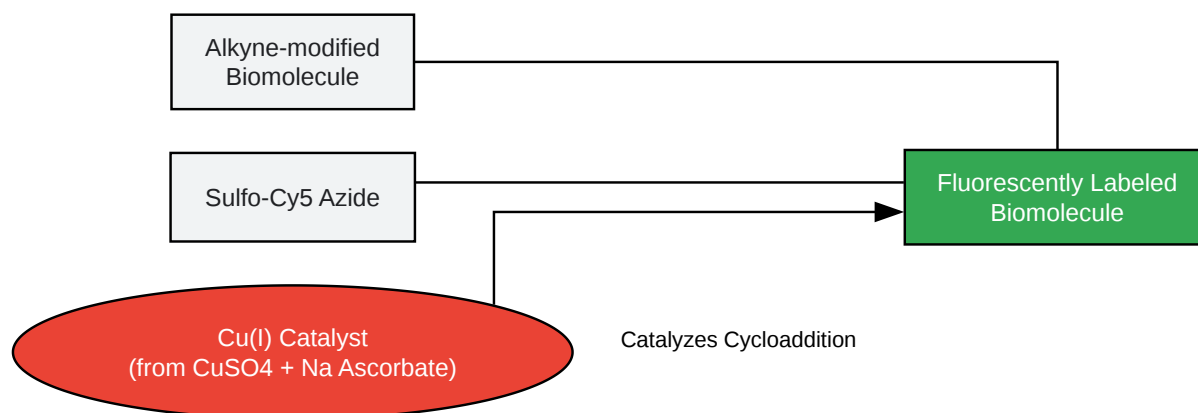 Alkyne-modified
Biomolecule
Sulfo-Cy5 Azide
Fluorescently Labeled
Biomolecule
Cu(I) Catalyst
(from CuSO4 + Na Ascorbate)
Catalyzes Cycloaddition